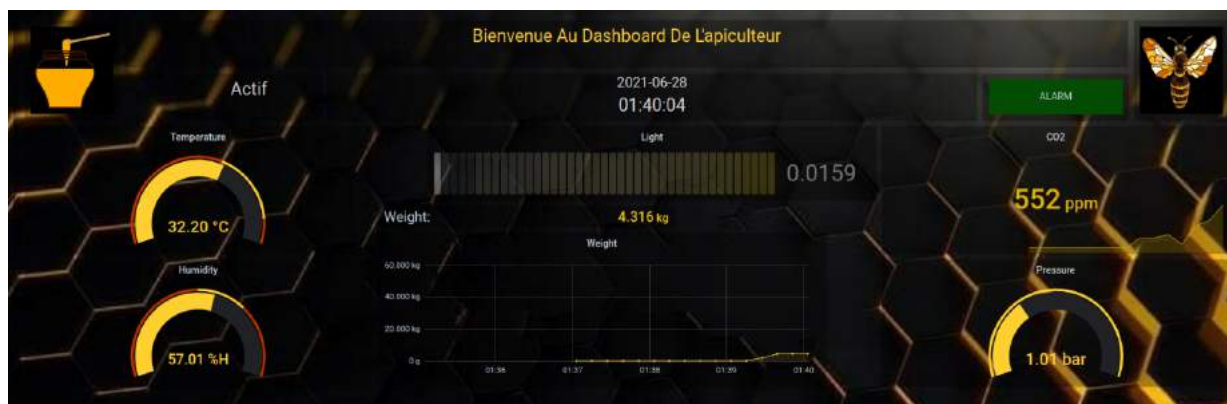 Bienvenue Au Dashboard De L'apiculteur
Actif
2021-06-28
01:40:04
ALARM
Temperature
32.20 °C
Humidity
57.01 %H
Light
0.0159
Weight:
4.316 kg
Weight
60.000 kg
40.000 kg
20.000 kg
0 g
01:36 01:37 01:38 01:39 01:40
CO2
552 ppm
Pressure
1.01 bar